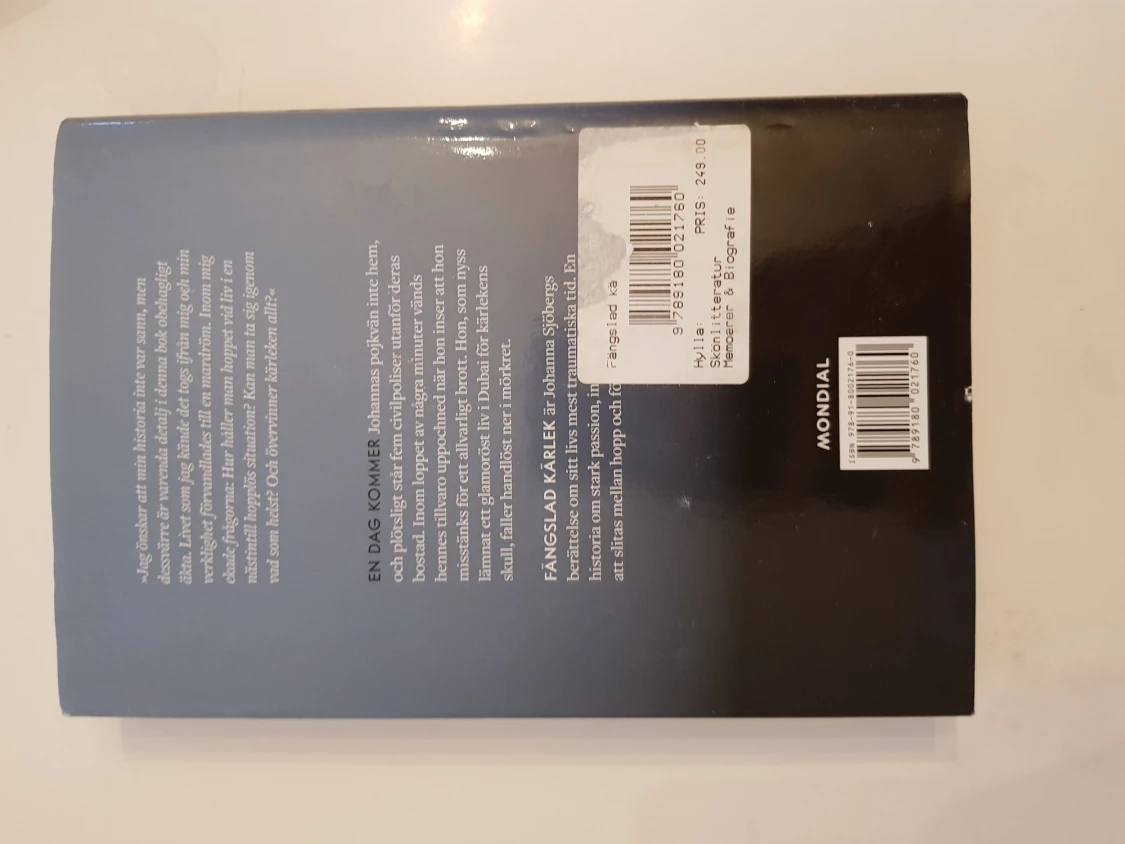 »Jag önskar att min historia inte var sann, men
dessvärre är varenda detalj i denna bok obehagligt
äkta. Livet som jag kände det togs ifrån mig och min
verklighet förvandlades till en mardröm. Inom mig
ekade frågorna: Hur håller man hoppet vid liv i en
nästintill hopplös situation? Kan man ta sig igenom
vad som helst? Och övervinner kärleken allt?«
EN DAG KOMMER Johannas pojkvän inte hem,
och plötsligt står fem civilpoliser utanför deras
bostad. Inom loppet av några minuter vänds
hennes tillvaro uppochned när hon inser att hon
misstänks för ett allvarligt brott. Hon, som nyss
lämnat ett glamoröst liv i Dubai för kärlekens
skull, faller handlöst ner i mörkret.
FÄNGSLAD KÄRLEK är Johanna Sjöbergs
berättelse om sitt livs mest traumatiska tid. En
historia om stark passion, in
att slitas mellan hopp och fö
Fängslad kä
9 789180 021760
Hylla: PRIS: 249.00
Skönlitteratur
Memoarer & Biografie
MONDIAL
ISBN 978-91-8002176-0
9 789180 021760